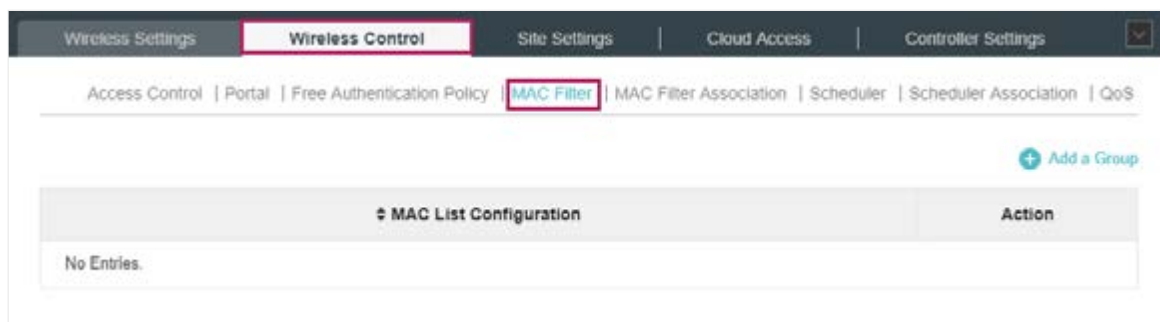 Wireless Settings Wireless Control Site Settings | Cloud Access | Controller Settings
Access Control | Portal | Free Authentication Policy | MAC Filter | MAC Filter Association | Scheduler | Scheduler Association | QoS
Add a Group
MAC List Configuration Action
No Entries.